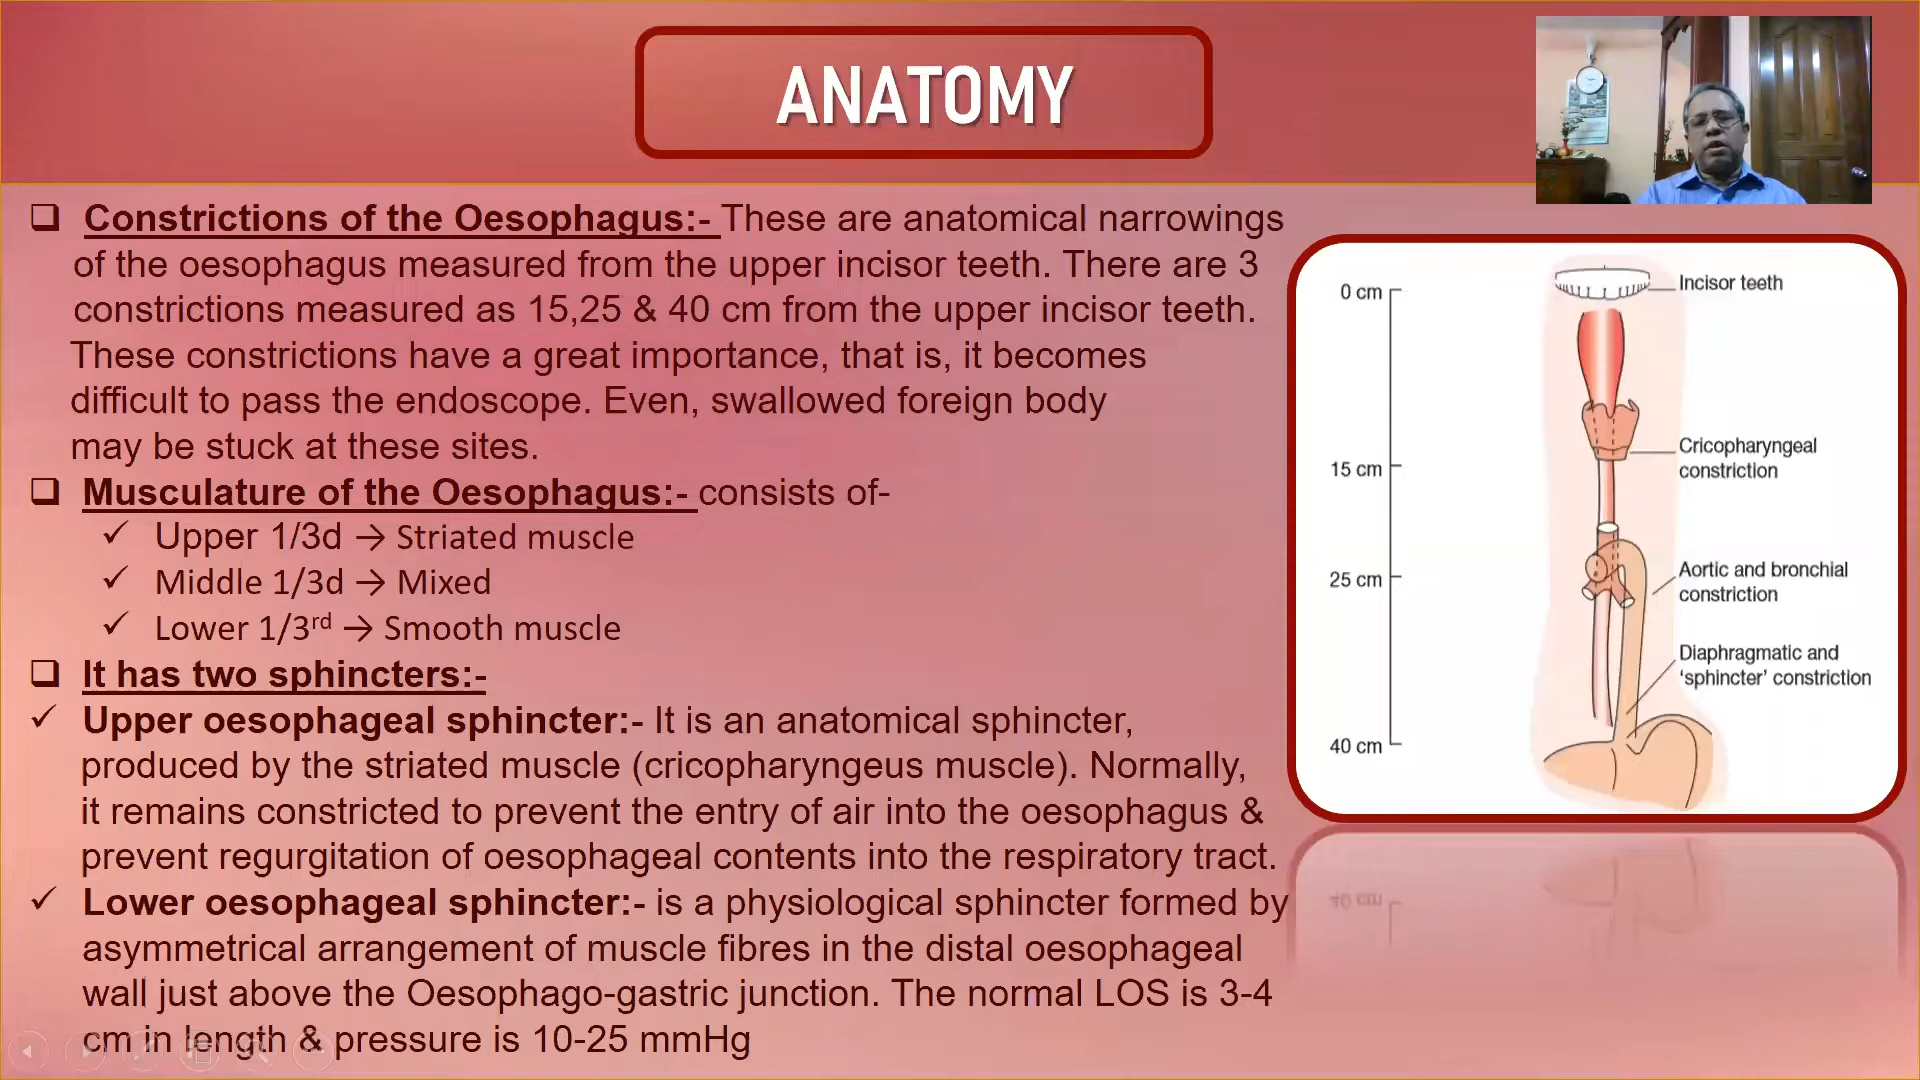 ANATOMY
❑ Constrictions of the Oesophagus:- These are anatomical narrowings
of the oesophagus measured from the upper incisor teeth. There are 3
constrictions measured as 15,25 & 40 cm from the upper incisor teeth.
These constrictions have a great importance, that is, it becomes
difficult to pass the endoscope. Even, swallowed foreign body
may be stuck at these sites.
❑ Musculature of the Oesophagus:- consists of-
✓ Upper 1/3d → Striated muscle
✓ Middle 1/3d → Mixed
✓ Lower 1/3rd → Smooth muscle
❑ It has two sphincters:-
✓ Upper oesophageal sphincter:- It is an anatomical sphincter,
produced by the striated muscle (cricopharyngeus muscle). Normally,
it remains constricted to prevent the entry of air into the oesophagus &
prevent regurgitation of oesophageal contents into the respiratory tract.
✓ Lower oesophageal sphincter:- is a physiological sphincter formed by
asymmetrical arrangement of muscle fibres in the distal oesophageal
wall just above the Oesophago-gastric junction. The normal LOS is 3-4
cm in length & pressure is 10-25 mmHg
0 cm
Incisor teeth
15 cm
Cricopharyngeal
constriction
25 cm
Aortic and bronchial
constriction
Diaphragmatic and
‘sphincter’ constriction
40 cm
40 cm